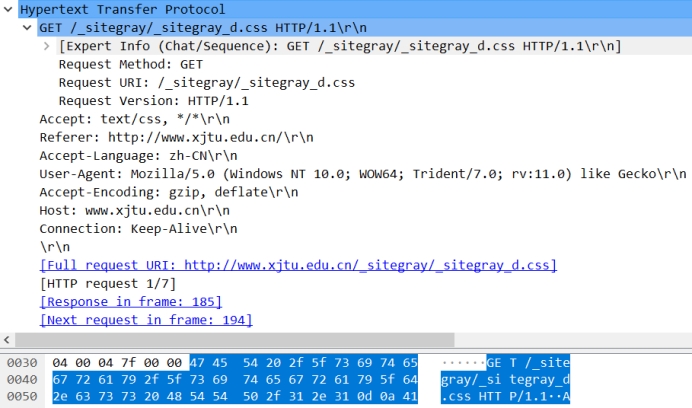 Hypertext Transfer Protocol
GET /_sitegray/_sitegray_d.css HTTP/1.1\r\n
[Expert Info (Chat/Sequence): GET /_sitegray/_sitegray_d.css HTTP/1.1\r\n]
Request Method: GET
Request URI: /_sitegray/_sitegray_d.css
Request Version: HTTP/1.1
Accept: text/css, */*\r\n
Referer: http://www.xjtu.edu.cn/\r\n
Accept-Language: zh-CN\r\n
User-Agent: Mozilla/5.0 (Windows NT 10.0; WOW64; Trident/7.0; rv:11.0) like Gecko\r\n
Accept-Encoding: gzip, deflate\r\n
Host: www.xjtu.edu.cn\r\n
Connection: Keep-Alive\r\n
\r\n
[Full request URI: http://www.xjtu.edu.cn/_sitegray/_sitegray_d.css]
[HTTP request 1/7]
[Response in frame: 185]
[Next request in frame: 194]
0030 04 00 04 7f 00 00 47 45 54 20 2f 5f 73 69 74 65 ······GE T /_site
0040 67 72 61 79 2f 5f 73 69 74 65 67 72 61 79 5f 64 gray/_si tegray_d
0050 2e 63 73 73 20 48 54 54 50 2f 31 2e 31 0d 0a 41 .css HTT P/1.1··A